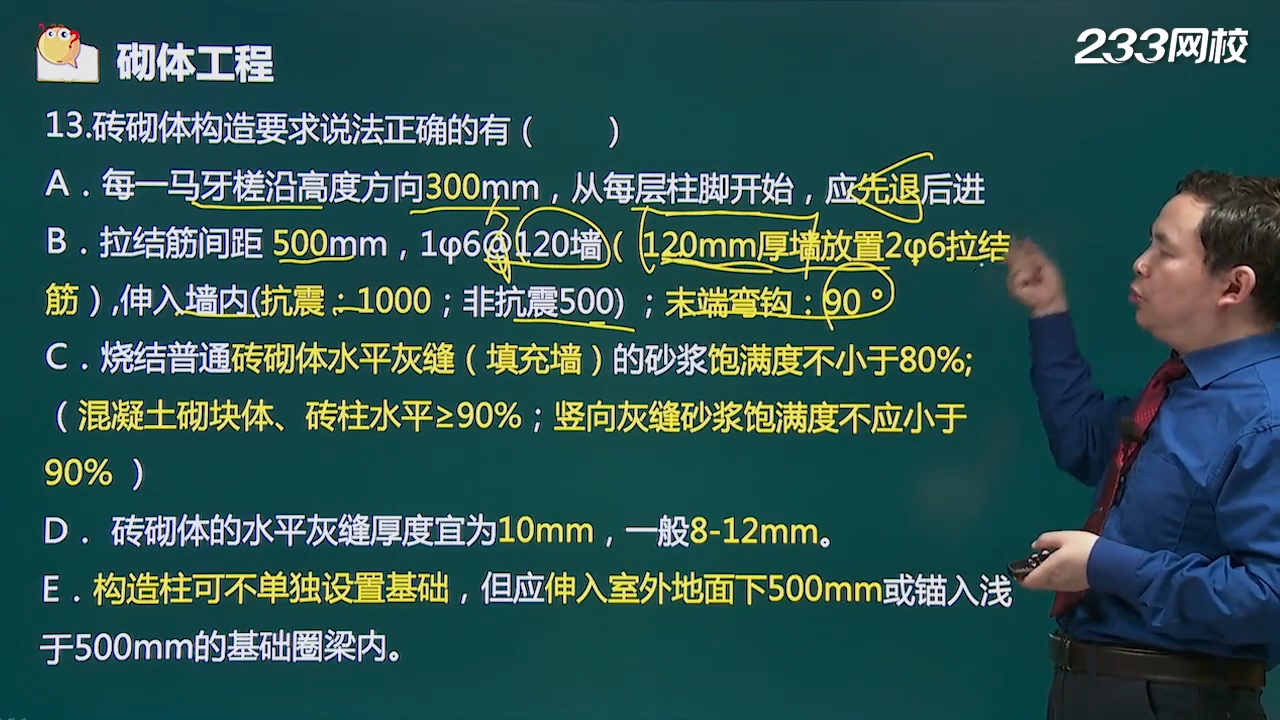 砌体工程
233网校
13.砖砌体构造要求说法正确的有（　　）
A．每一马牙槎沿高度方向300mm，从每层柱脚开始，应先退后进
B．拉结筋间距 500mm，1φ6@120墙（120mm厚墙放置2φ6拉结
筋）,伸入墙内(抗震：1000；非抗震500)；末端弯钩：90°
C．烧结普通砖砌体水平灰缝（填充墙）的砂浆饱满度不小于80%;
（混凝土砌块体、砖柱水平≥90%；竖向灰缝砂浆饱满度不应小于
90% ）
D． 砖砌体的水平灰缝厚度宜为10mm，一般8-12mm。
E．构造柱可不单独设置基础，但应伸入室外地面下500mm或锚入浅
于500mm的基础圈梁内。